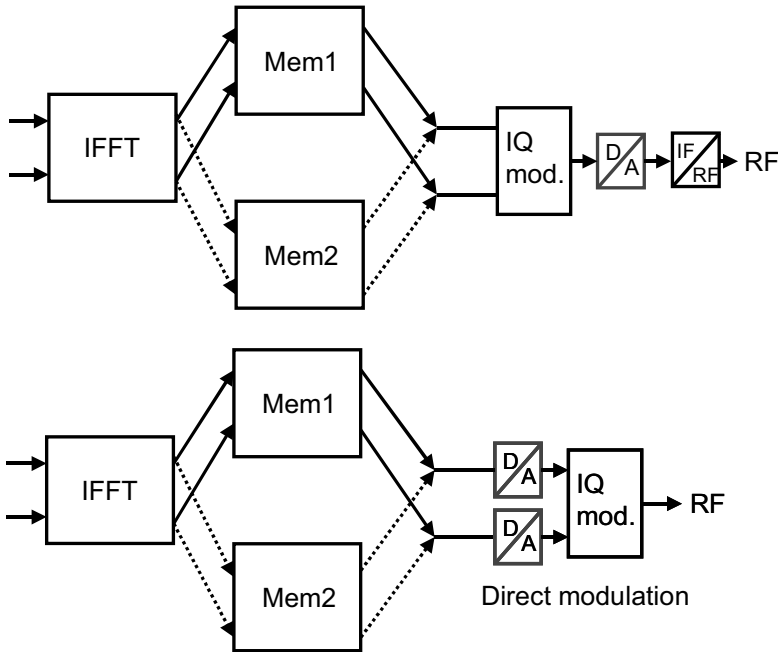 Mem1
IFFT
IQ
mod.
D
A
IF
RF
RF
Mem2
Mem1
IFFT
D
A
D
A
IQ
mod.
RF
Mem2
Direct modulation